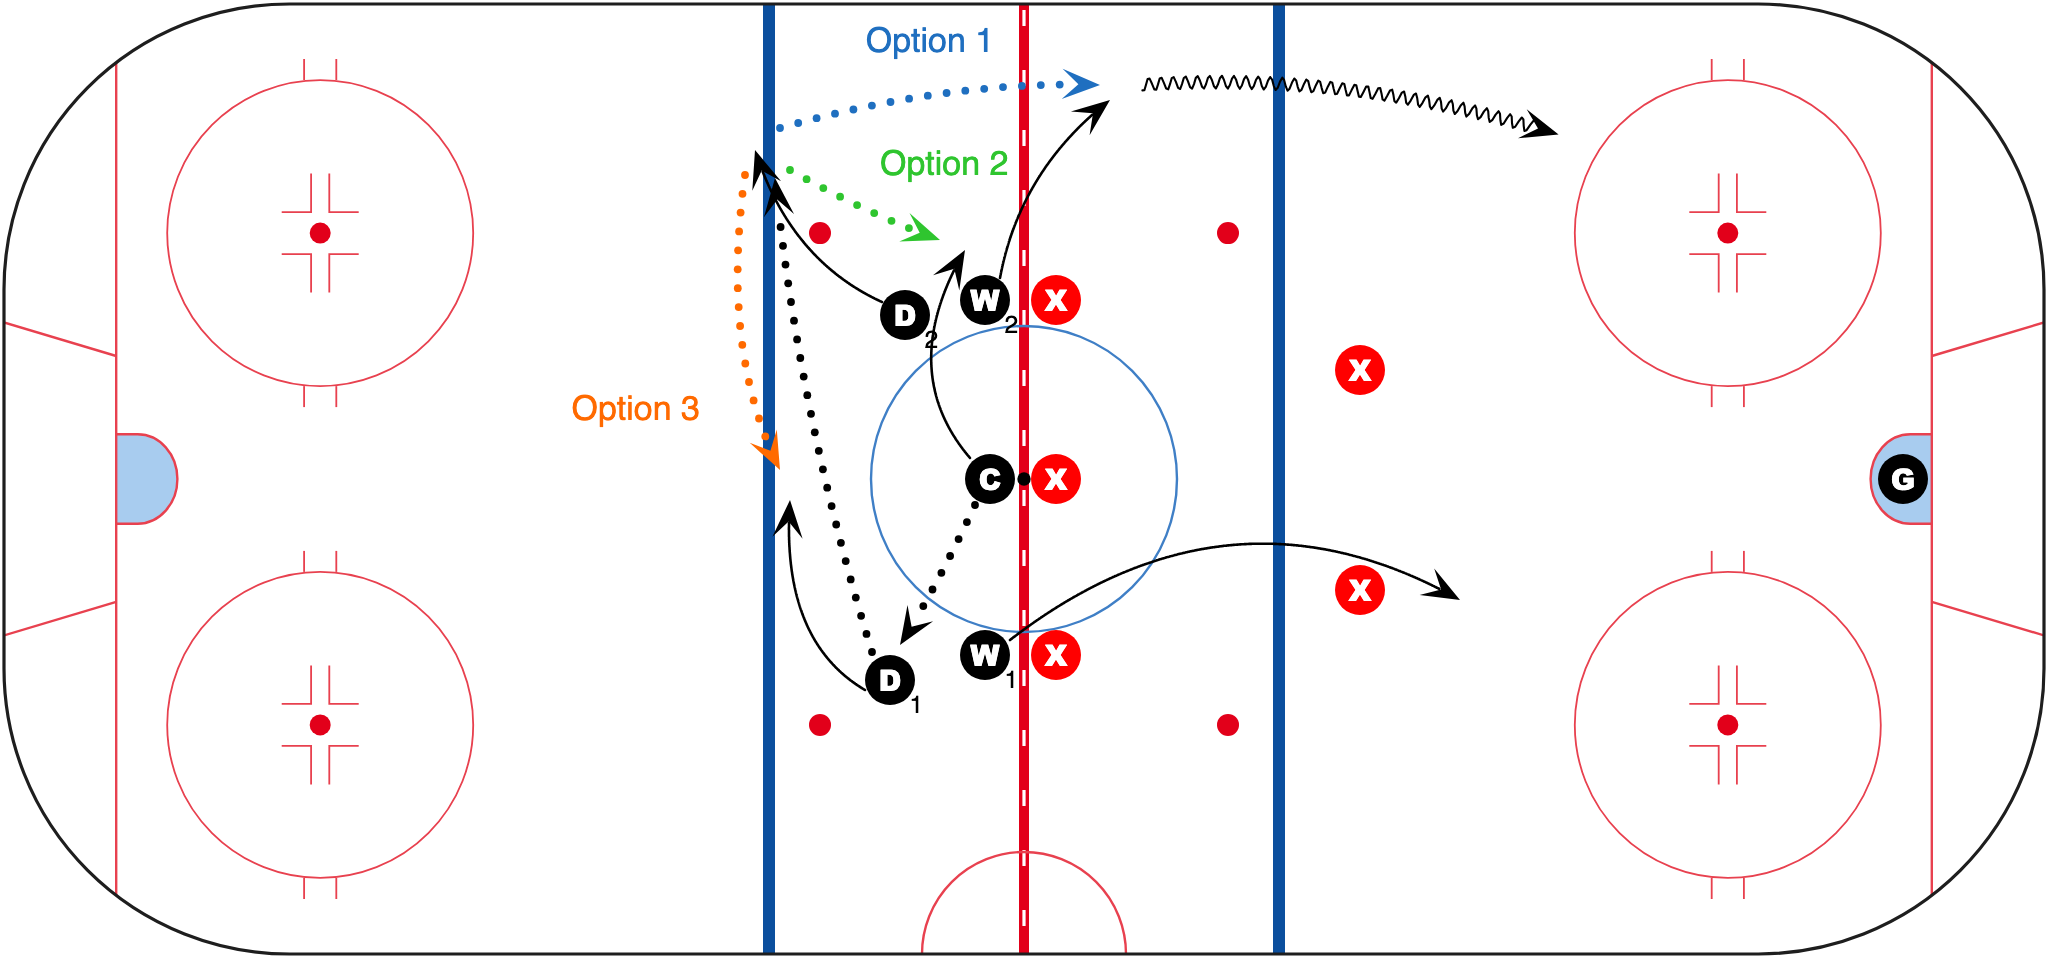 Option 1
Option 2
W2 X
D2
X
Option 3
C X
G
X
W1 X
D1